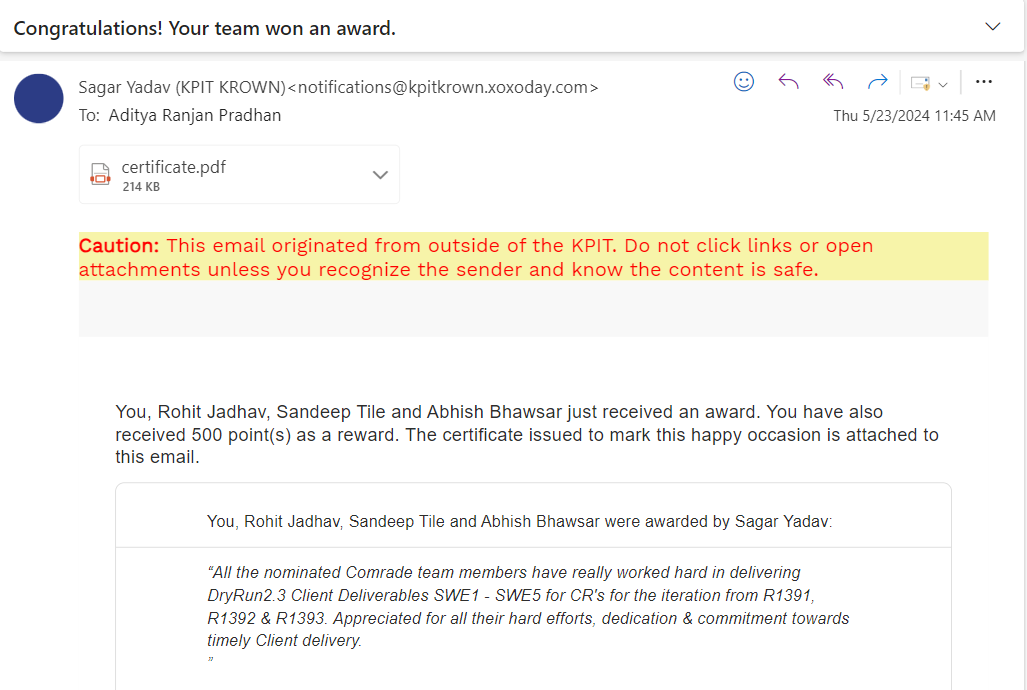 Congratulations! Your team won an award.
Sagar Yadav (KPIT KROWN)<notifications@kpitkrown.xoxoday.com>
To: Aditya Ranjan Pradhan
Thu 5/23/2024 11:45 AM
certificate.pdf
214 KB
Caution: This email originated from outside of the KPIT. Do not click links or open
attachments unless you recognize the sender and know the content is safe.
You, Rohit Jadhav, Sandeep Tile and Abhish Bhawsar just received an award. You have also
received 500 point(s) as a reward. The certificate issued to mark this happy occasion is attached to
this email.
You, Rohit Jadhav, Sandeep Tile and Abhish Bhawsar were awarded by Sagar Yadav:
“All the nominated Comrade team members have really worked hard in delivering
DryRun2.3 Client Deliverables SWE1 - SWE5 for CR's for the iteration from R1391,
R1392 & R1393. Appreciated for all their hard efforts, dedication & commitment towards
timely Client delivery.
”